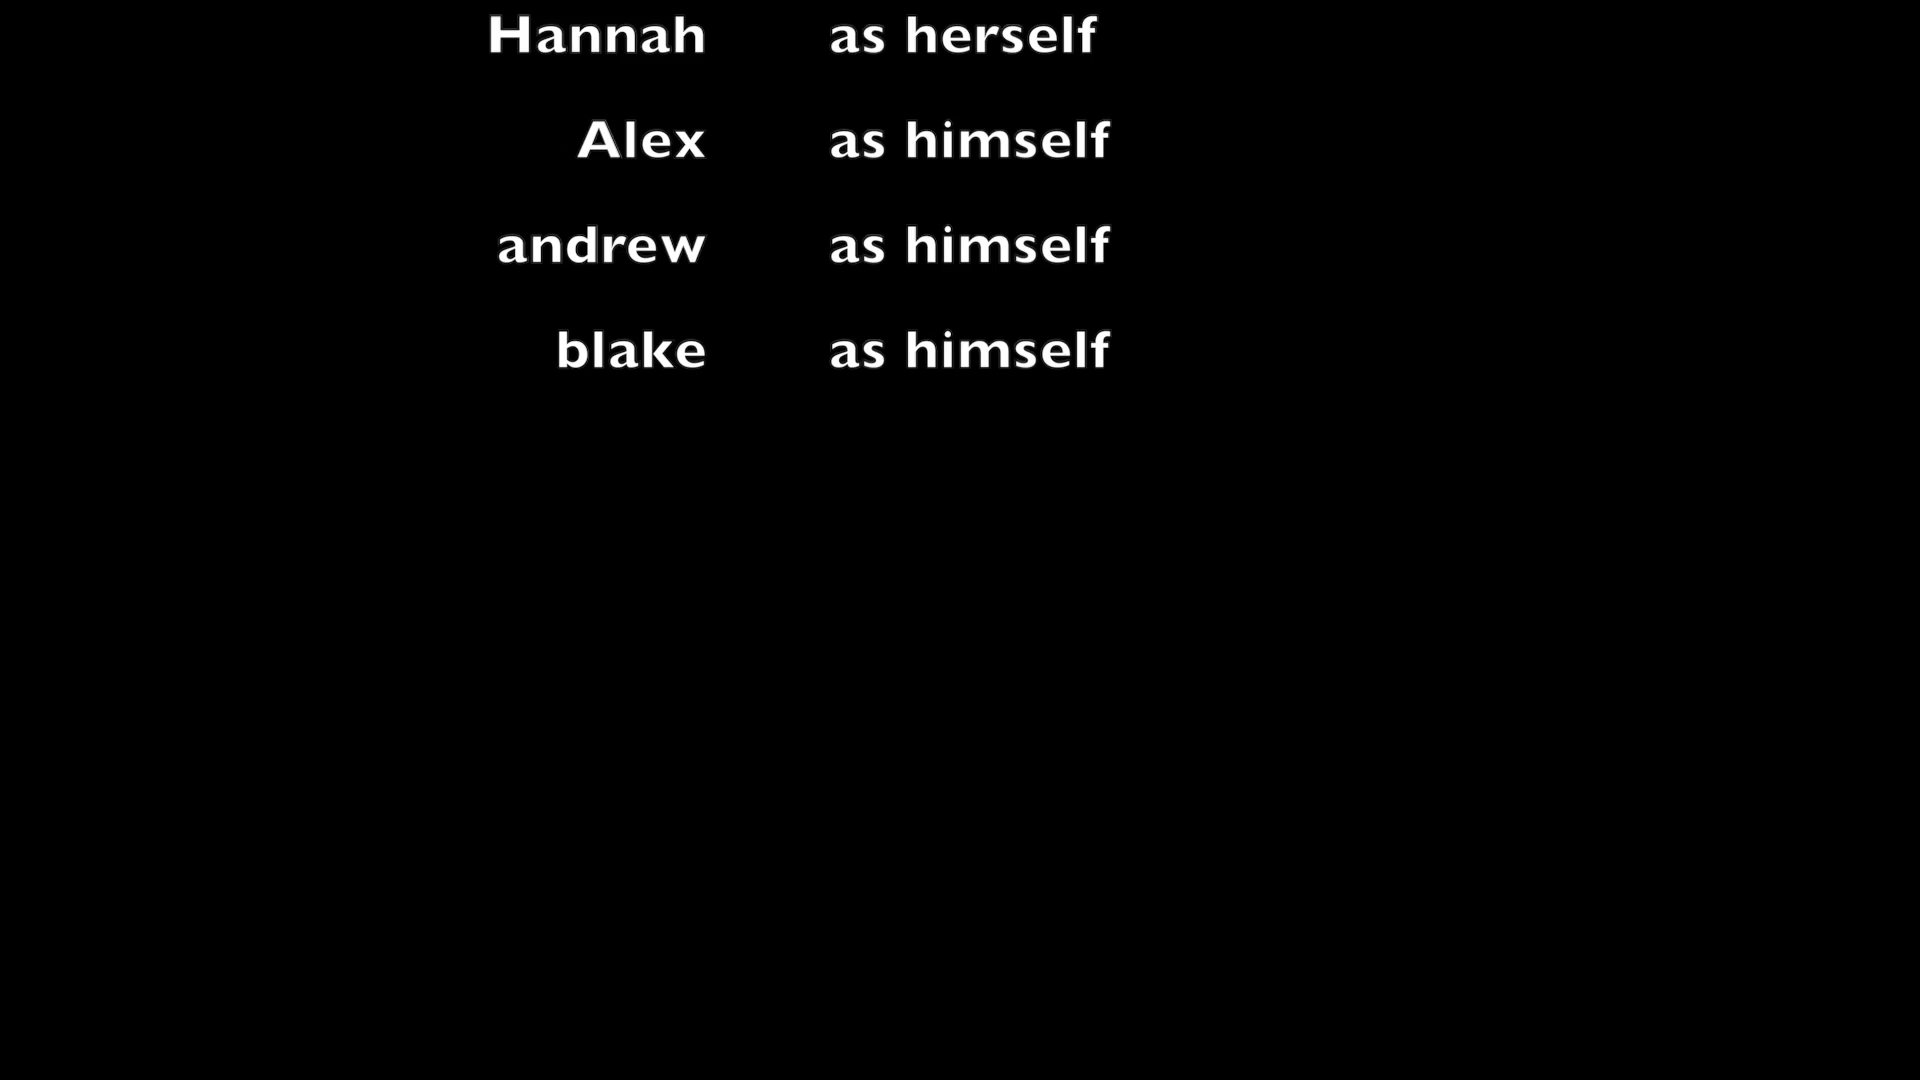 Hannah as herself
Alex as himself
andrew as himself
blake as himself